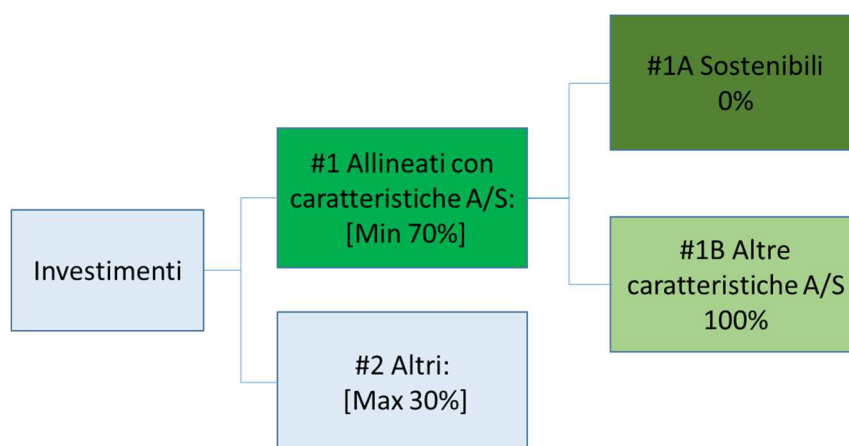 #1A Sostenibili
0%
#1 Allineati con
caratteristiche A/S:
[Min 70%]
Investimenti
#1B Altre
caratteristiche A/S
100%
#2 Altri:
[Max 30%]